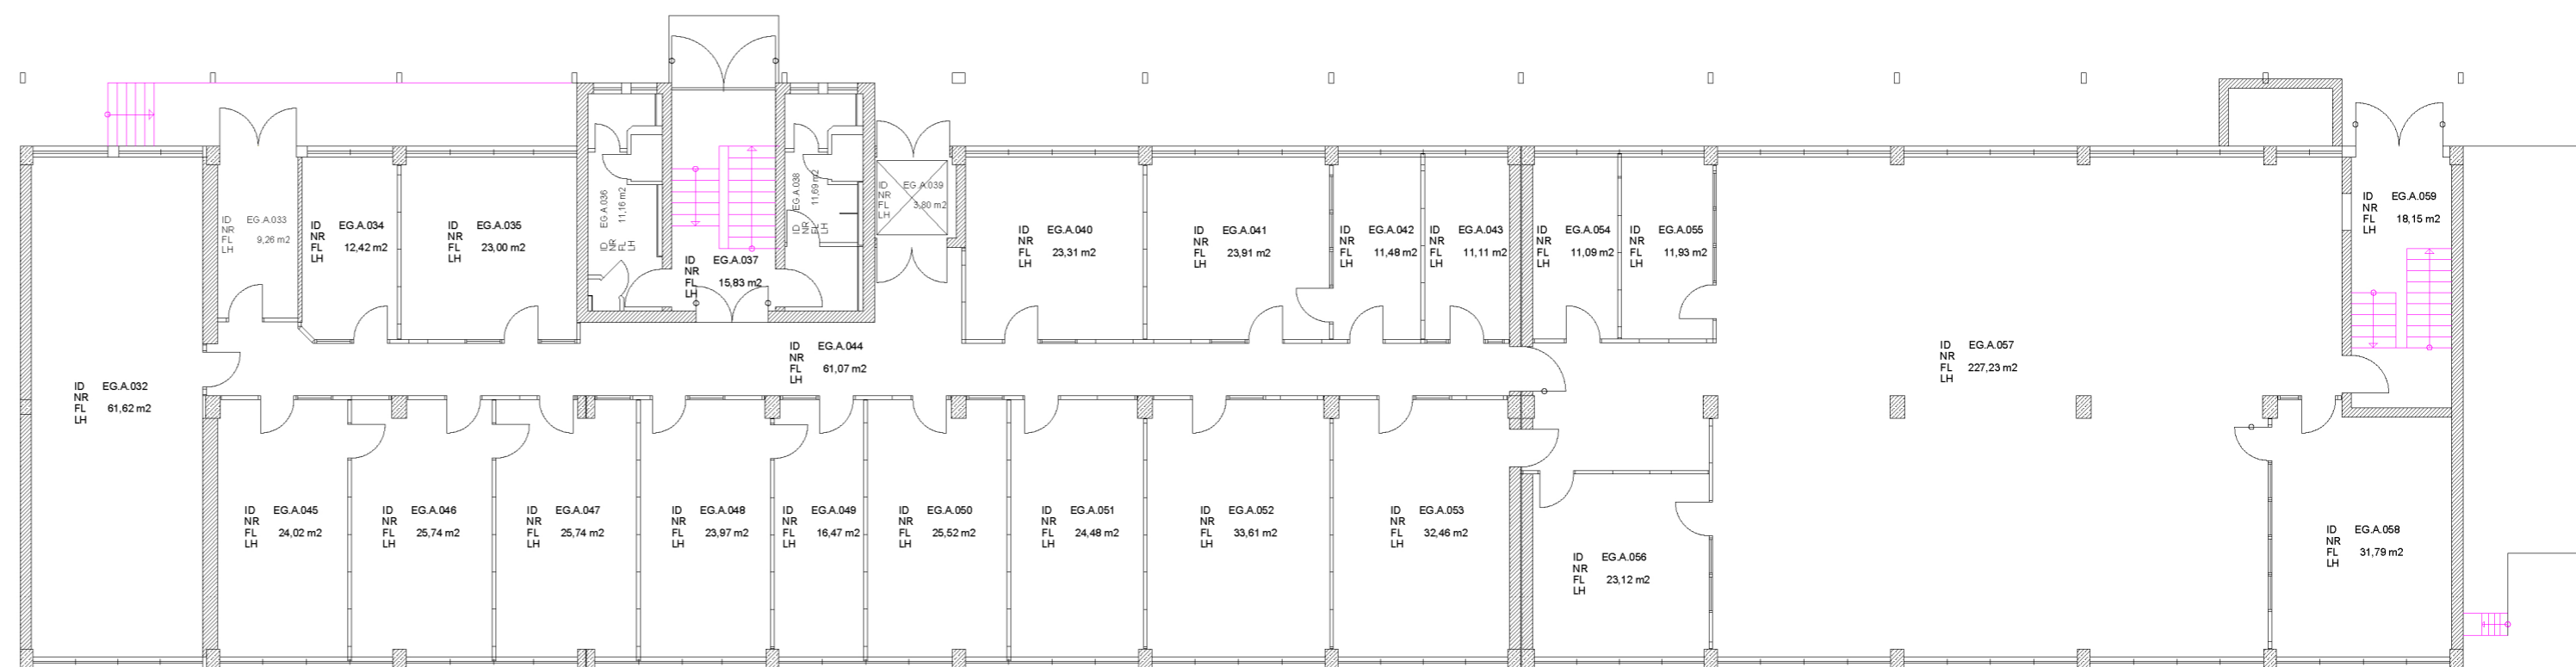 ID EG.A.032
NR
FL 61,62 m2
LH
ID EG.A.033
NR
FL 9,26 m2
LH
ID EG.A.034
NR
FL 12,42 m2
LH
ID EG.A.035
NR
FL 23,00 m2
LH
ID EG.A.036
NR
FL 11,16 m2
LH
ID EG.A.037
NR
FL 15,83 m2
LH
ID EG.A.038
NR
FL 11,69 m2
LH
ID EG.A.039
NR
FL 3,80 m2
LH
ID EG.A.040
NR
FL 23,31 m2
LH
ID EG.A.041
NR
FL 23,91 m2
LH
ID EG.A.042
NR
FL 11,48 m2
LH
ID EG.A.043
NR
FL 11,11 m2
LH
ID EG.A.054
NR
FL 11,09 m2
LH
ID EG.A.055
NR
FL 11,93 m2
LH
ID EG.A.059
NR
FL 18,15 m2
LH
ID EG.A.044
NR
FL 61,07 m2
LH
ID EG.A.057
NR
FL 227,23 m2
LH
ID EG.A.045
NR
FL 24,02 m2
LH
ID EG.A.046
NR
FL 25,74 m2
LH
ID EG.A.047
NR
FL 25,74 m2
LH
ID EG.A.048
NR
FL 23,97 m2
LH
ID EG.A.049
NR
FL 16,47 m2
LH
ID EG.A.050
NR
FL 25,52 m2
LH
ID EG.A.051
NR
FL 24,48 m2
LH
ID EG.A.052
NR
FL 33,61 m2
LH
ID EG.A.053
NR
FL 32,46 m2
LH
ID EG.A.056
NR
FL 23,12 m2
LH
ID EG.A.058
NR
FL 31,79 m2
LH